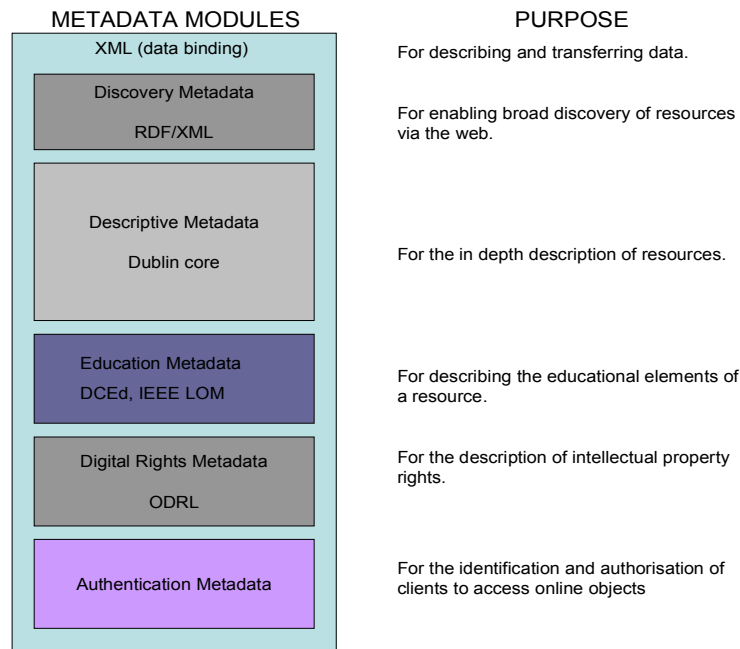 METADATA MODULES
PURPOSE
XML (data binding)
For describing and transferring data.
Discovery Metadata
RDF/XML
For enabling broad discovery of resources
via the web.
Descriptive Metadata
Dublin core
For the in depth description of resources.
Education Metadata
DCEd, IEEE LOM
For describing the educational elements of
a resource.
Digital Rights Metadata
ODRL
For the description of intellectual property
rights.
Authentication Metadata
For the identification and authorisation of
clients to access online objects